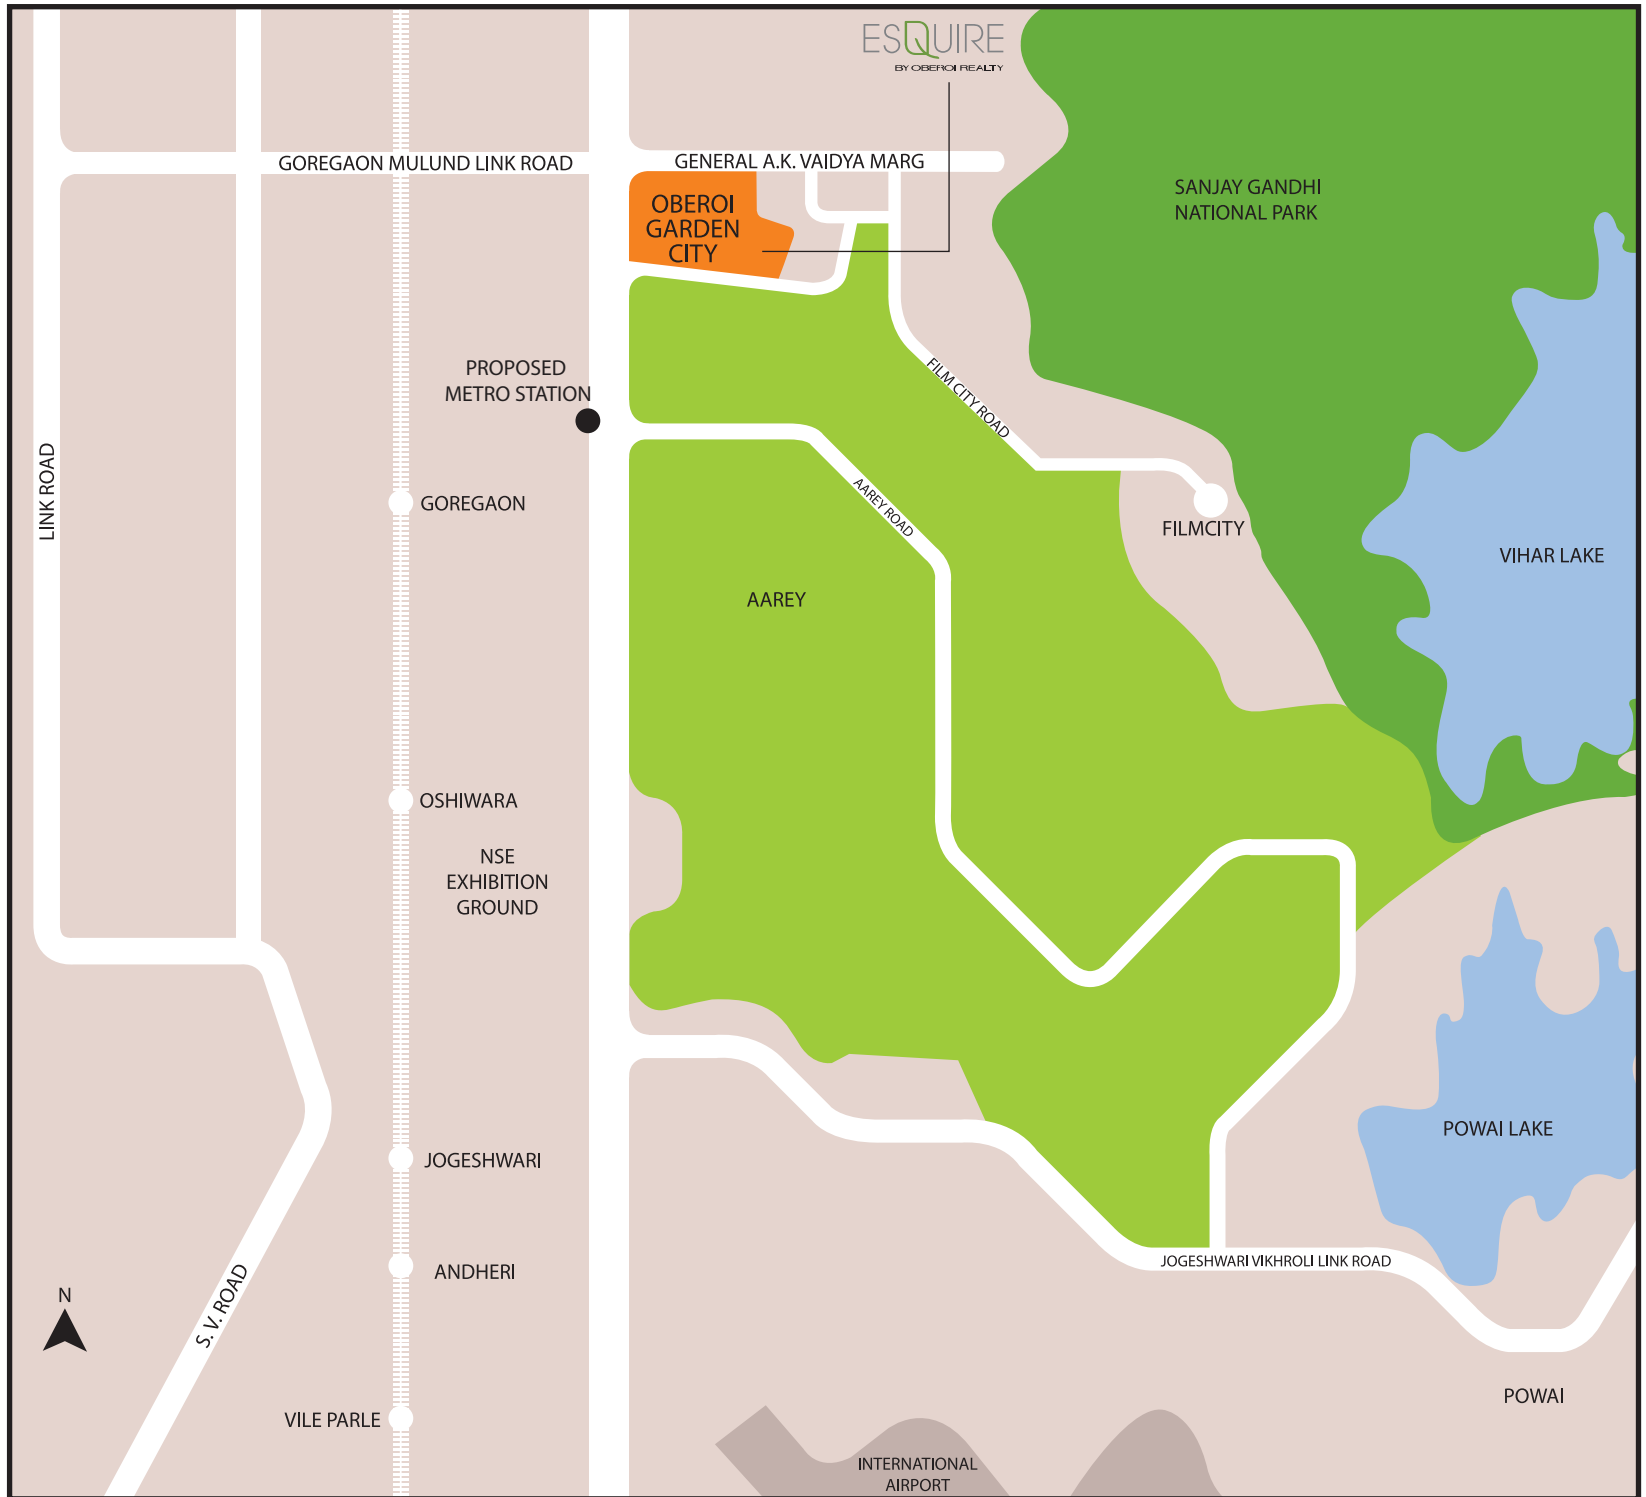 ESQUIRE
BY OBEROI REALTY
GOREGAON MULUND LINK ROAD
GENERAL A.K. VAIDYA MARG
OBEROI
GARDEN
CITY
SANJAY GANDHI
NATIONAL PARK
PROPOSED
METRO STATION
FILM CITY ROAD
LINK ROAD
GOREGAON
AAREY ROAD
FILMCITY
VIHAR LAKE
AAREY
OSHIWARA
NSE
EXHIBITION
GROUND
POWAI LAKE
JOGESHWARI
JOGESHWARI VIKHROLI LINK ROAD
ANDHERI
N
S. V. ROAD
POWAI
VILE PARLE
INTERNATIONAL
AIRPORT